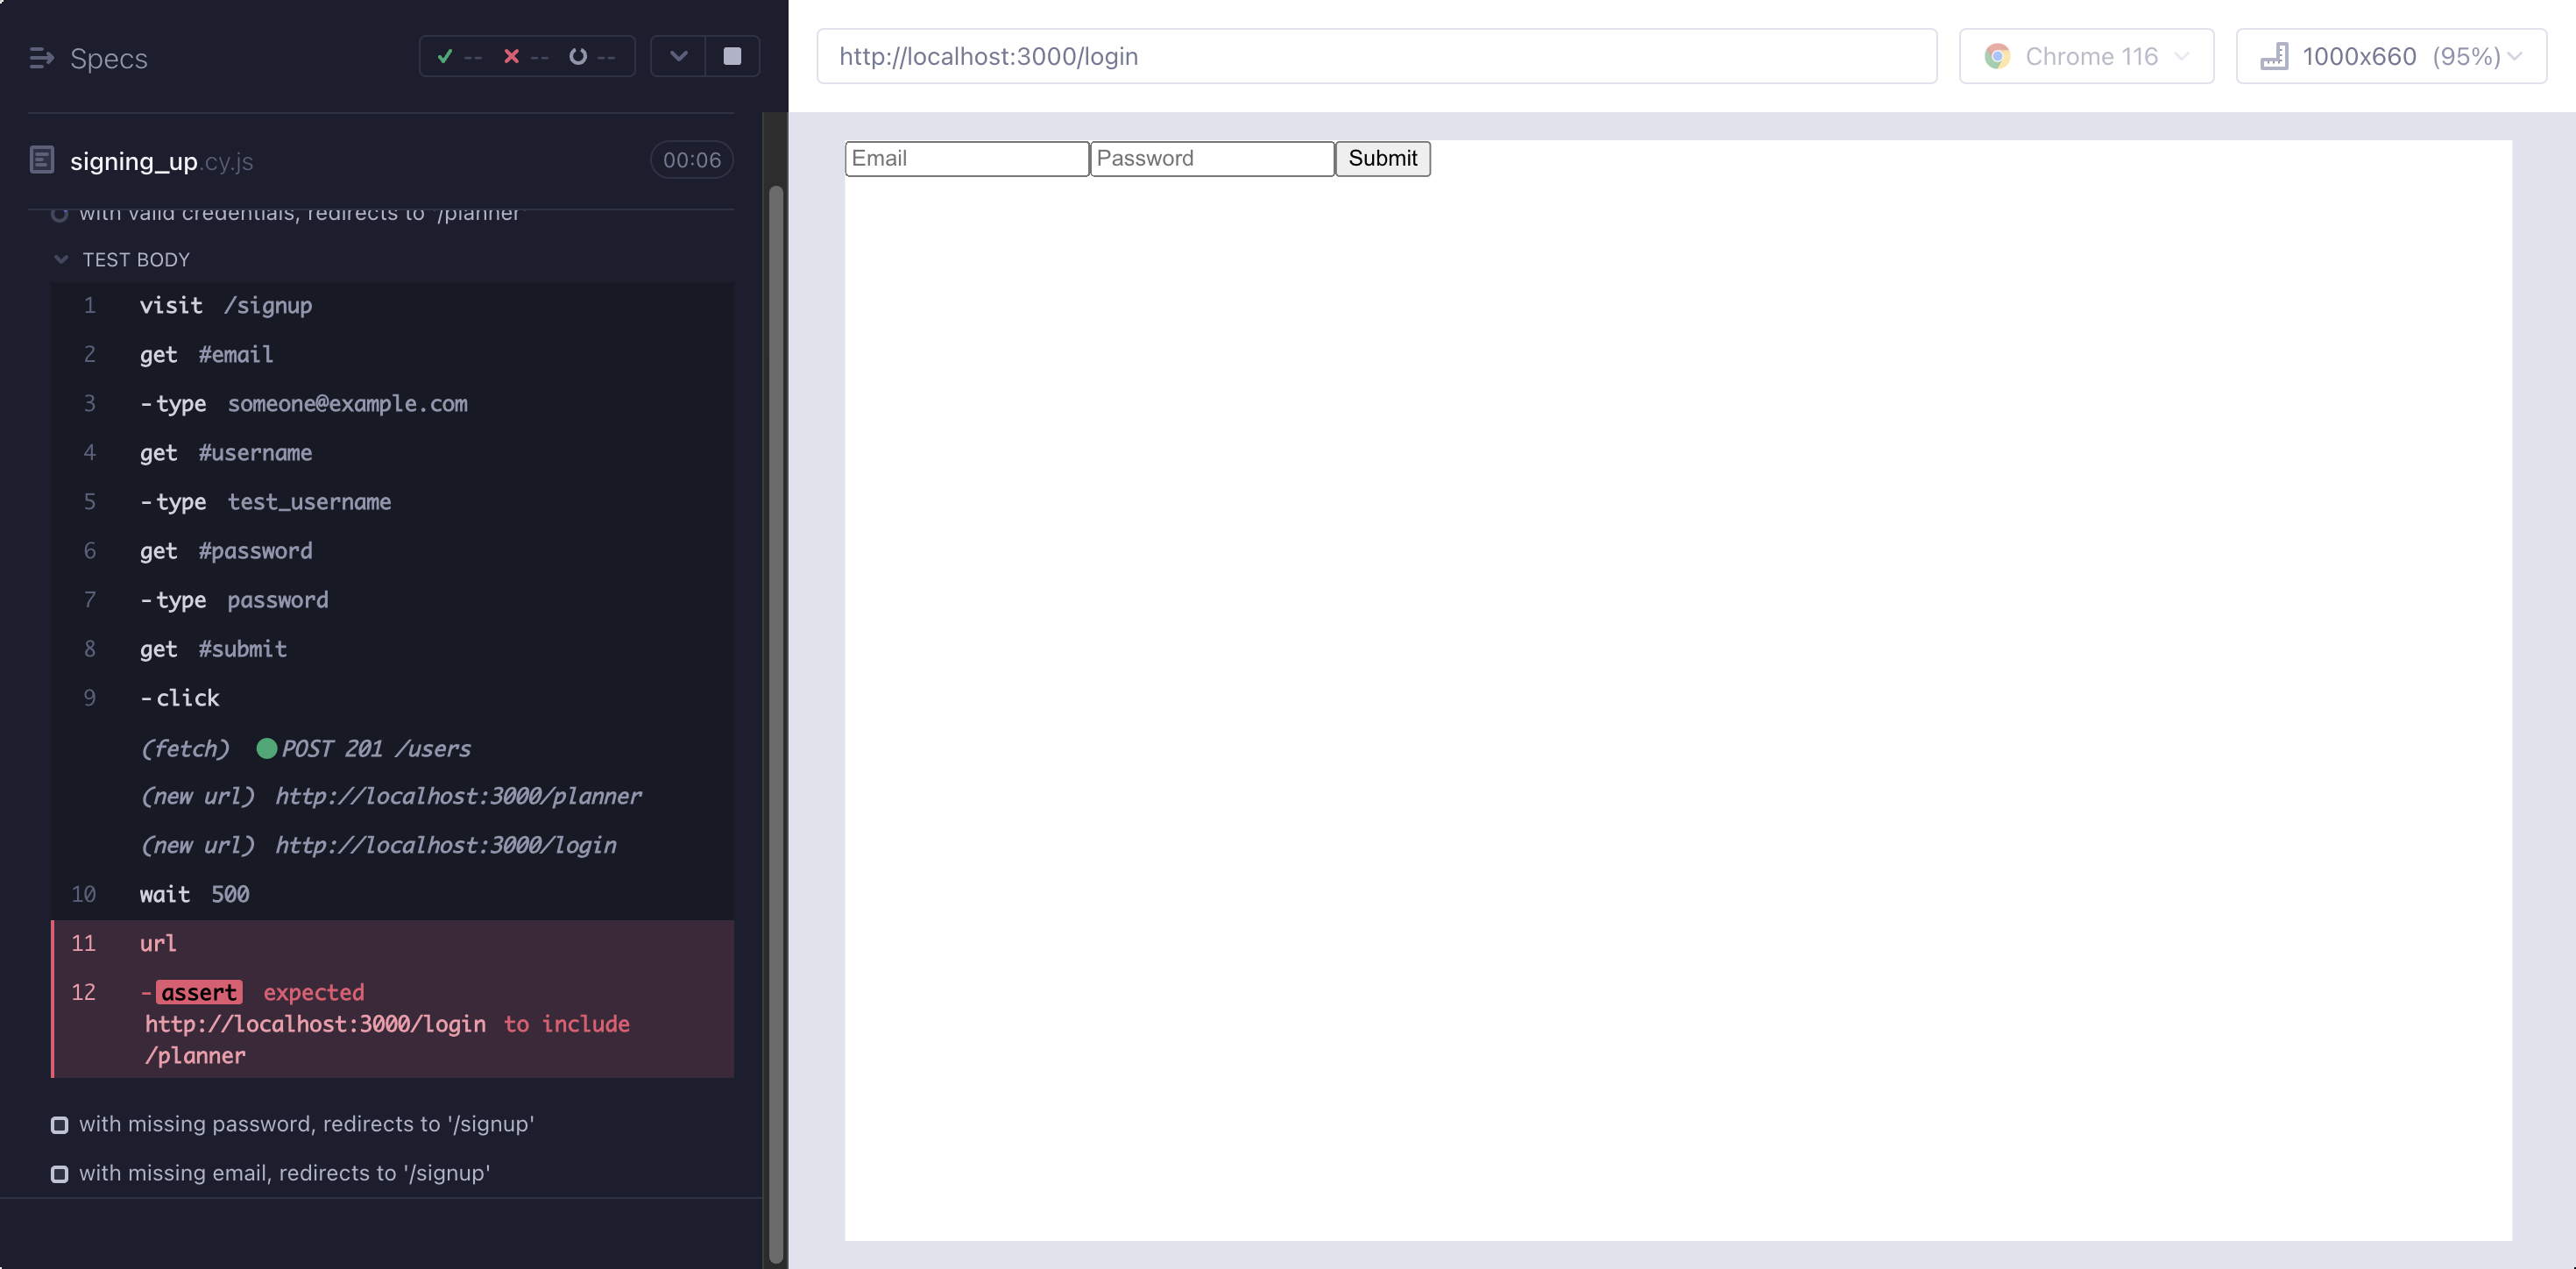 Specs
-- -- --
signing_up.cy.js 00:06
with valid credentials, redirects to '/planner'
TEST BODY
1 visit /signup
2 get #email
3 -type someone@example.com
4 get #username
5 -type test_username
6 get #password
7 -type password
8 get #submit
9 -click
(fetch) POST 201 /users
(new url) http://localhost:3000/planner
(new url) http://localhost:3000/login
10 wait 500
11 url
12 -assert expected
http://localhost:3000/login to include
/planner
with missing password, redirects to '/signup'
with missing email, redirects to '/signup'
http://localhost:3000/login
Chrome 116
1000x660 (95%)
Email Password Submit